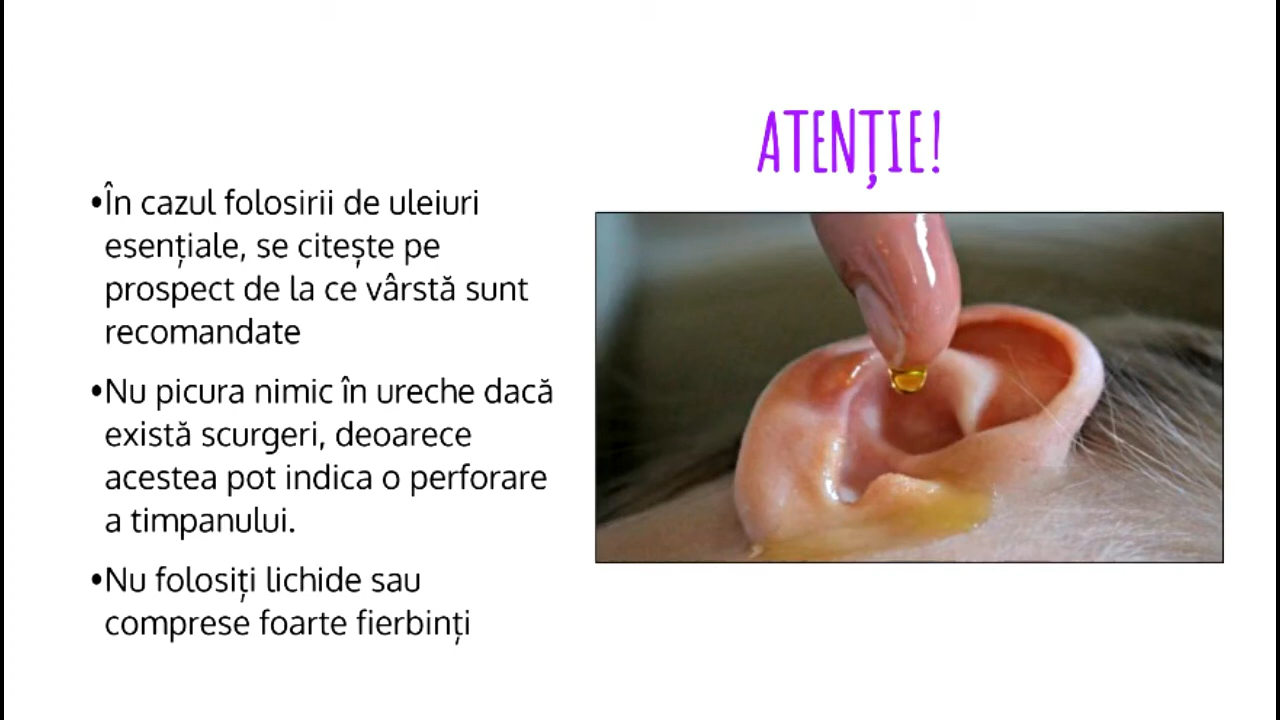 ATENȚIE!
•În cazul folosirii de uleiuri
esențiale, se citește pe
prospect de la ce vârstă sunt
recomandate
•Nu picura nimic în ureche dacă
există scurgeri, deoarece
acestea pot indica o perforare
a timpanului.
•Nu folosiți lichide sau
comprese foarte fierbinți